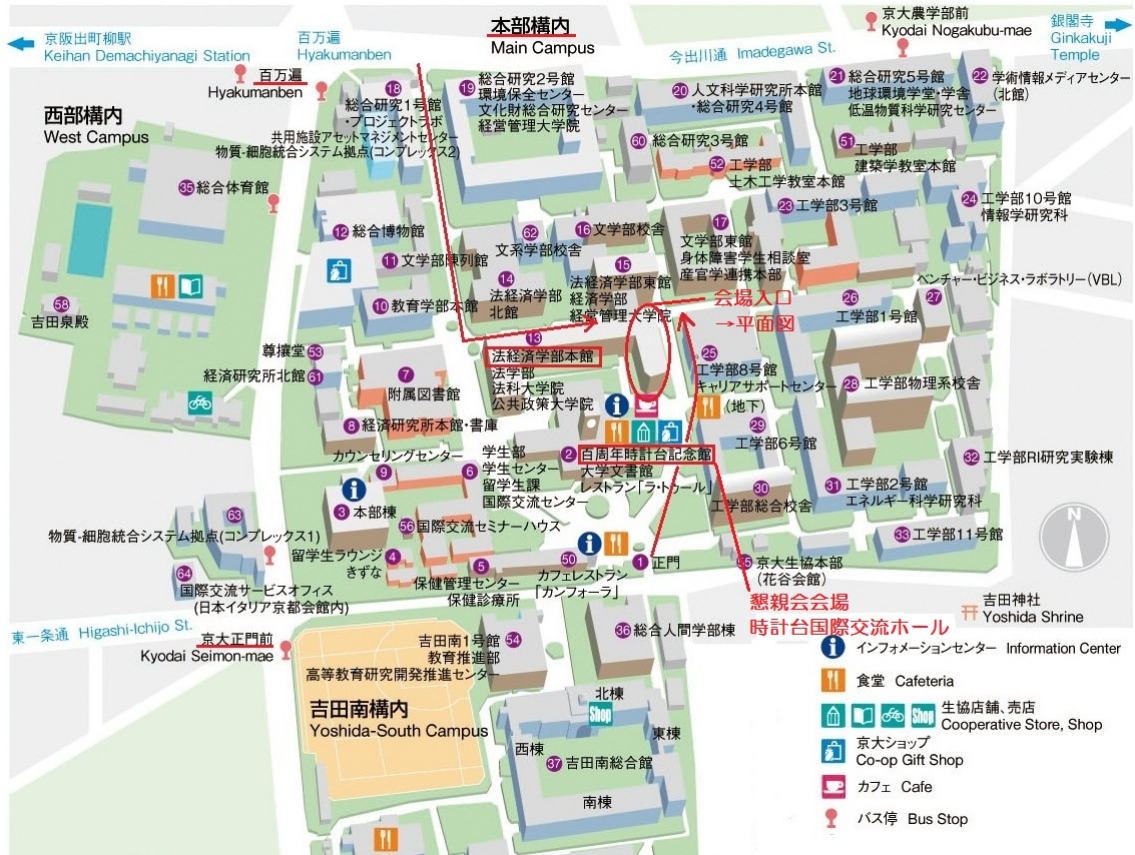 本部構内
Main Campus
京阪出町柳駅
Keihan Demachiyanagi Station
百万遍
Hyakumanben
今出川通 Imadegawa St.
京大農学部前
Kyodai Nogakubu-mae
銀閣寺
Ginkakuji
Temple
百万遍
Hyakumanben
西部構内
West Campus
18
総合研究1号館
・プロジェクトラボ
共用施設アセットマネジメントセンター
物質-細胞統合システム拠点(コンプレックス2)
19 総合研究2号館
環境保全センター
文化財総合研究センター
経営管理大学院
20 人文科学研究所本館
・総合研究4号館
21 総合研究5号館
地球環境学堂・学舎
低温物質科学研究センター
22 学術情報メディアセンター
(北館)
60 総合研究3号館
52 工学部
土木工学教室本館
51 工学部
建築学教室本館
35 総合体育館
12 総合博物館
11 文学部陳列館
10 教育学部本館
62
文系学部校舎
16 文学部校舎
17
文学部東館
身体障害学生相談室
産官学連携本部
23 工学部3号館
24 工学部10号館
情報学研究科
14
法経済学部
北館
15
法経済学部東館
経済学部
経営管理大学院
会場入口
→平面図
26
工学部1号館
27
ベンチャー・ビジネス・ラボラトリー(VBL)
58
吉田泉殿
尊攘堂 53
経済研究所北館 61
7
附属図書館
13
法経済学部本館
法学部
法科大学院
公共政策大学院
25
工学部8号館
キャリアサポートセンター
(地下)
28 工学部物理系校舎
8 経済研究所本館・書庫
カウンセリングセンター
9
6
学生部
学生センター
留学生課
国際交流センター
2 百周年時計台記念館
大学文書館
レストラン「ラ・トゥール」
29
工学部6号館
30
工学部総合校舎
31 工学部2号館
エネルギー科学研究科
32 工学部RI研究実験棟
33 工学部11号館
3 本部棟
56 国際交流セミナーハウス
63
物質-細胞統合システム拠点(コンプレックス1)
留学生ラウンジ 4
きずな
5
保健管理センター
保健診療所
50
カフェレストラン
「カンフォーラ」
1 正門
55 京大生協本部
(花谷会館)
N
64
国際交流サービスオフィス
(日本イタリア京都会館内)
懇親会会場
時計台国際交流ホール
吉田神社
Yoshida Shrine
東一条通 Higashi-Ichijo St.
京大正門前
Kyodai Seimon-mae
吉田南1号館 54
教育推進部
高等教育研究開発推進センター
36 総合人間学部棟
吉田南構内
Yoshida-South Campus
北棟
Shop
西棟
東棟
37 吉田南総合館
南棟
インフォメーションセンター Information Center
食堂 Cafeteria
Shop
生協店舗、売店
Cooperative Store, Shop
京大ショップ
Co-op Gift Shop
カフェ Cafe
バス停 Bus Stop